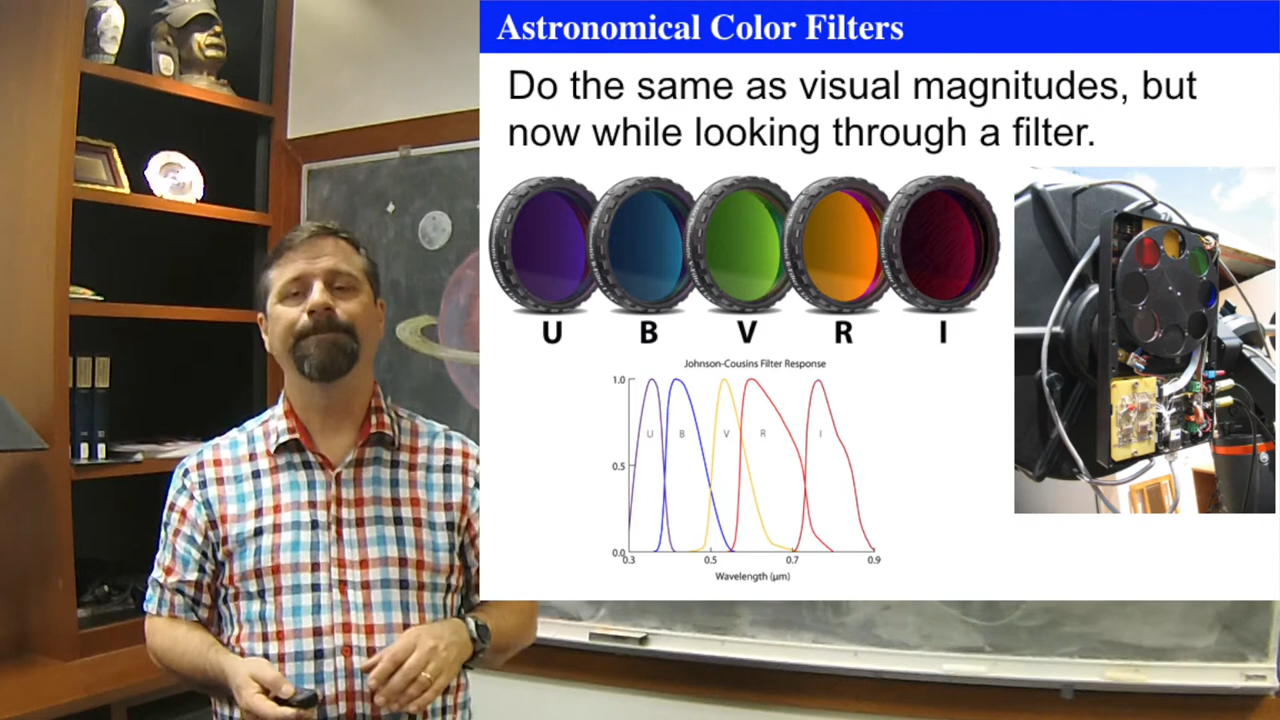 Astronomical Color Filters
Do the same as visual magnitudes, but
now while looking through a filter.
U B V R I
Johnson-Cousins Filter Response
1.0
U B V R I
0.5
0.0
0.3 0.5 0.7 0.9
Wavelength (μm)